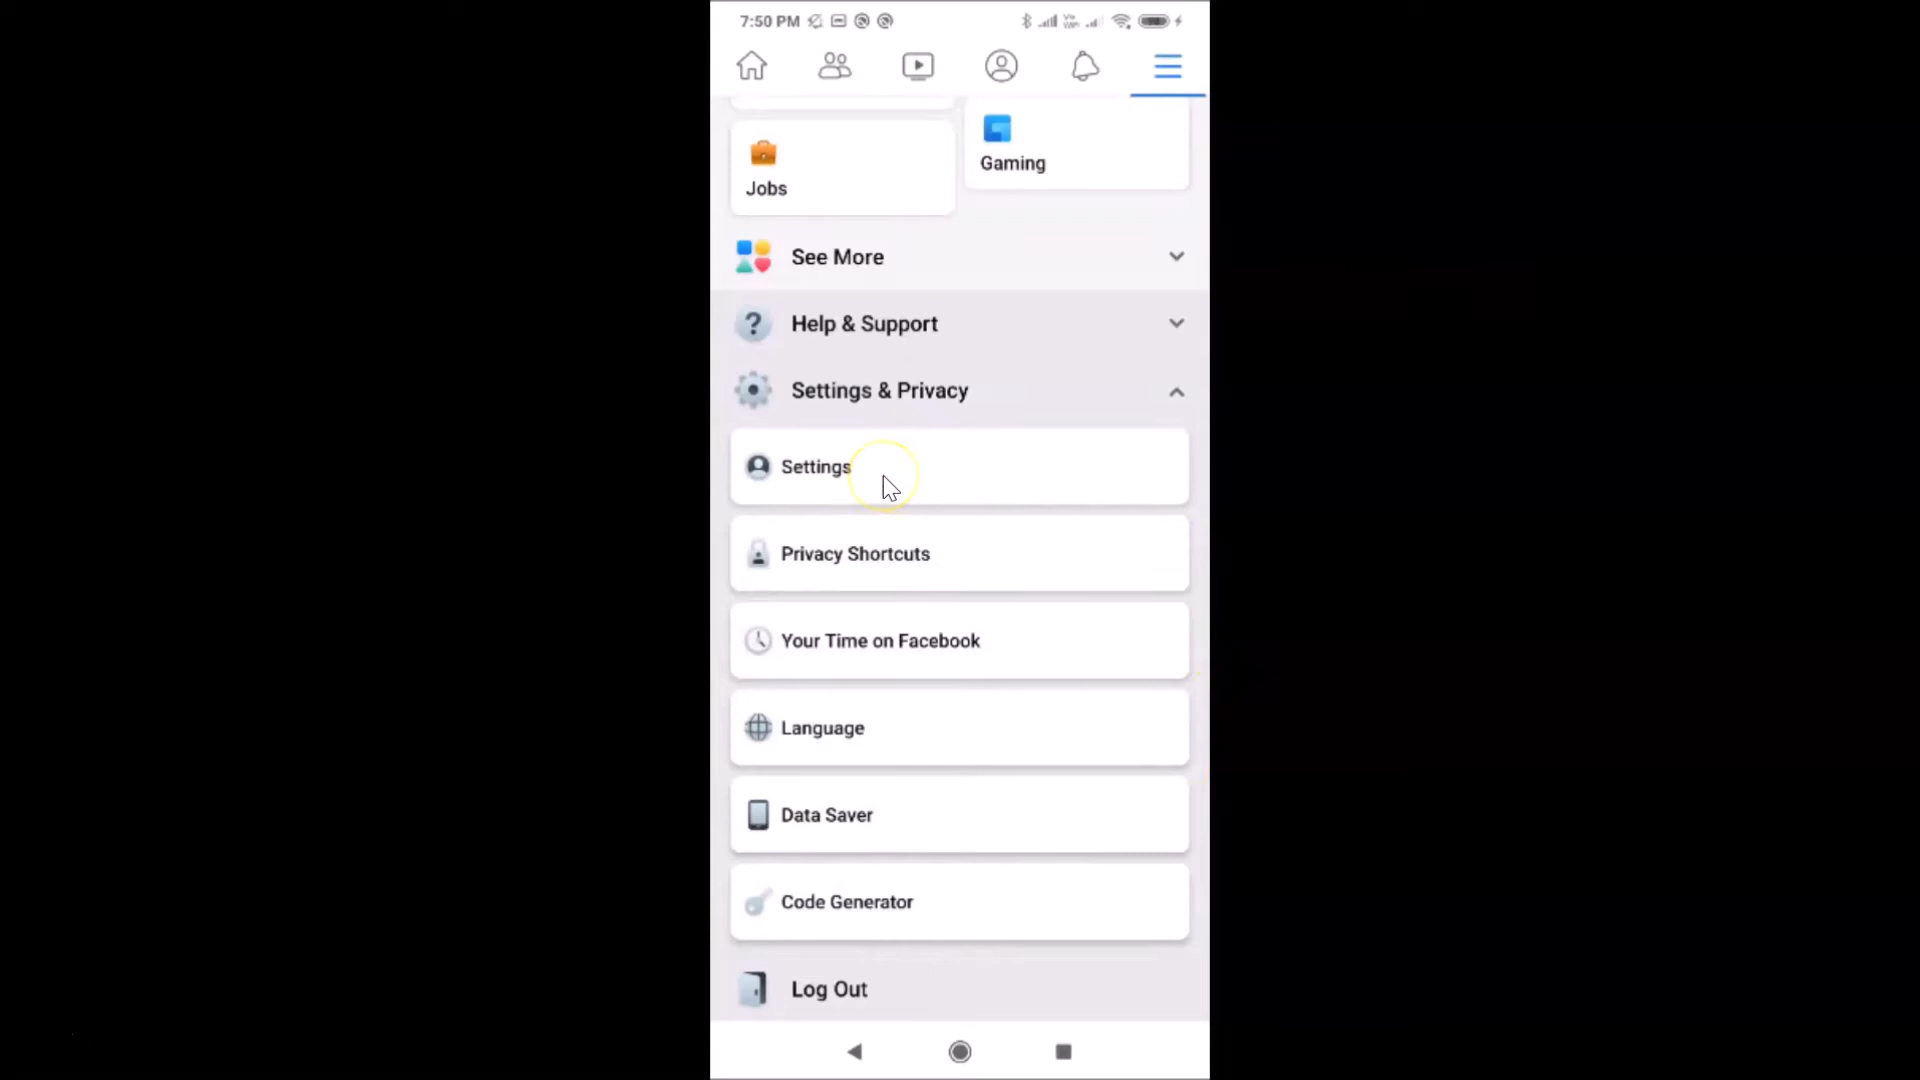 7:50 PM
Jobs
Gaming
See More
Help & Support
Settings & Privacy
Settings
Privacy Shortcuts
Your Time on Facebook
Language
Data Saver
Code Generator
Log Out